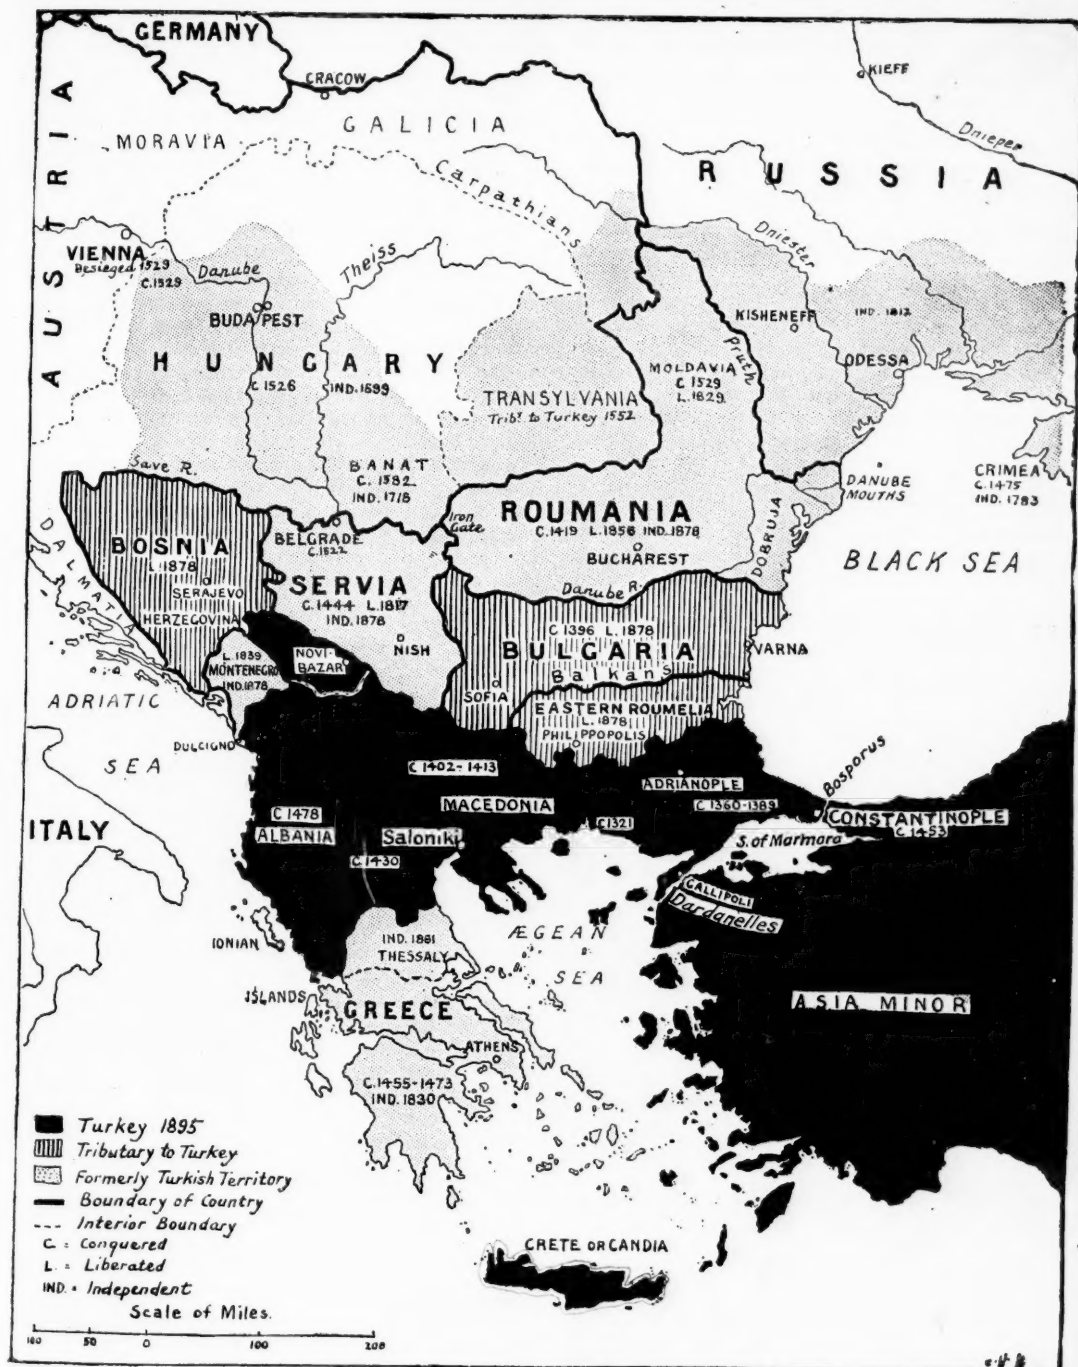 GERMANY
CRACOW
KIEFF
Dnieper
AUSTRIA
MORAVIA
GALICIA
RUSSIA
Carpathians
VIENNA
Besieged 1529
C.1529
Danube
Theiss
Dniester
BUDAPEST
KISHENEFF
IND. 1812
HUNGARY
C 1526
IND. 1699
MOLDAVIA
C 1529
L.1829
Pruth
ODESSA
TRANSYLVANIA
Trib? to Turkey 1552
Save R.
BANAT
C. 1552
IND. 1718
CRIMEA
C.1475
IND. 1783
DANUBE
MOUTHS
Iron
Gate
ROUMANIA
C.1419 L.1856 IND.1878
BUCHAREST
DOBRUJA
BLACK SEA
DALMATIA
BOSNIA
L.1878
SERAJEVO
HERZEGOVINA
BELGRADE
C.1522
SERVIA
C.1444 L.1817
IND. 1878
NISH
Danube R.
C 1396 L.1878
BULGARIA
Balkans
VARNA
L.1839
MONTENEGRO
IND.1878
NOVI-
BAZAR
SOFIA
EASTERN ROUMELIA
L.1878
PHILIPPOPOLIS
ADRIATIC
SEA
DULCIGNO
C 1402-1413
ADRIANOPLE
C 1360-1389
Bosporus
MACEDONIA
CONSTANTINOPLE
C.1453
ITALY
C 1478
ALBANIA
Saloniki
C1321
S. of Marmora
C.1430
GALLIPOLI
Dardanelles
IONIAN
ISLANDS
IND. 1881
THESSALY
ÆGEAN
SEA
GREECE
ASIA MINOR
ATHENS
C.1455-1473
IND. 1830
CRETE OR CANDIA
Turkey 1895
Tributary to Turkey
Formerly Turkish Territory
Boundary of Country
Interior Boundary
C = Conquered
L. = Liberated
IND. = Independent
Scale of Miles.
100 50 0 100 200